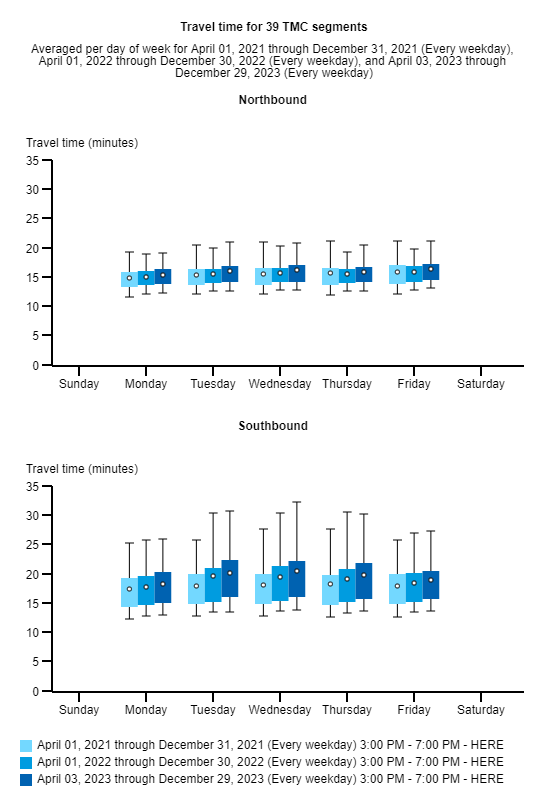 Travel time for 39 TMC segments
Averaged per day of week for April 01, 2021 through December 31, 2021 (Every weekday),
April 01, 2022 through December 30, 2022 (Every weekday), and April 03, 2023 through
December 29, 2023 (Every weekday)
Northbound
Travel time (minutes)
35
30
25
20
15
10
5
0
Sunday Monday Tuesday Wednesday Thursday Friday Saturday
Southbound
Travel time (minutes)
35
30
25
20
15
10
5
0
Sunday Monday Tuesday Wednesday Thursday Friday Saturday
April 01, 2021 through December 31, 2021 (Every weekday) 3:00 PM - 7:00 PM - HERE
April 01, 2022 through December 30, 2022 (Every weekday) 3:00 PM - 7:00 PM - HERE
April 03, 2023 through December 29, 2023 (Every weekday) 3:00 PM - 7:00 PM - HERE